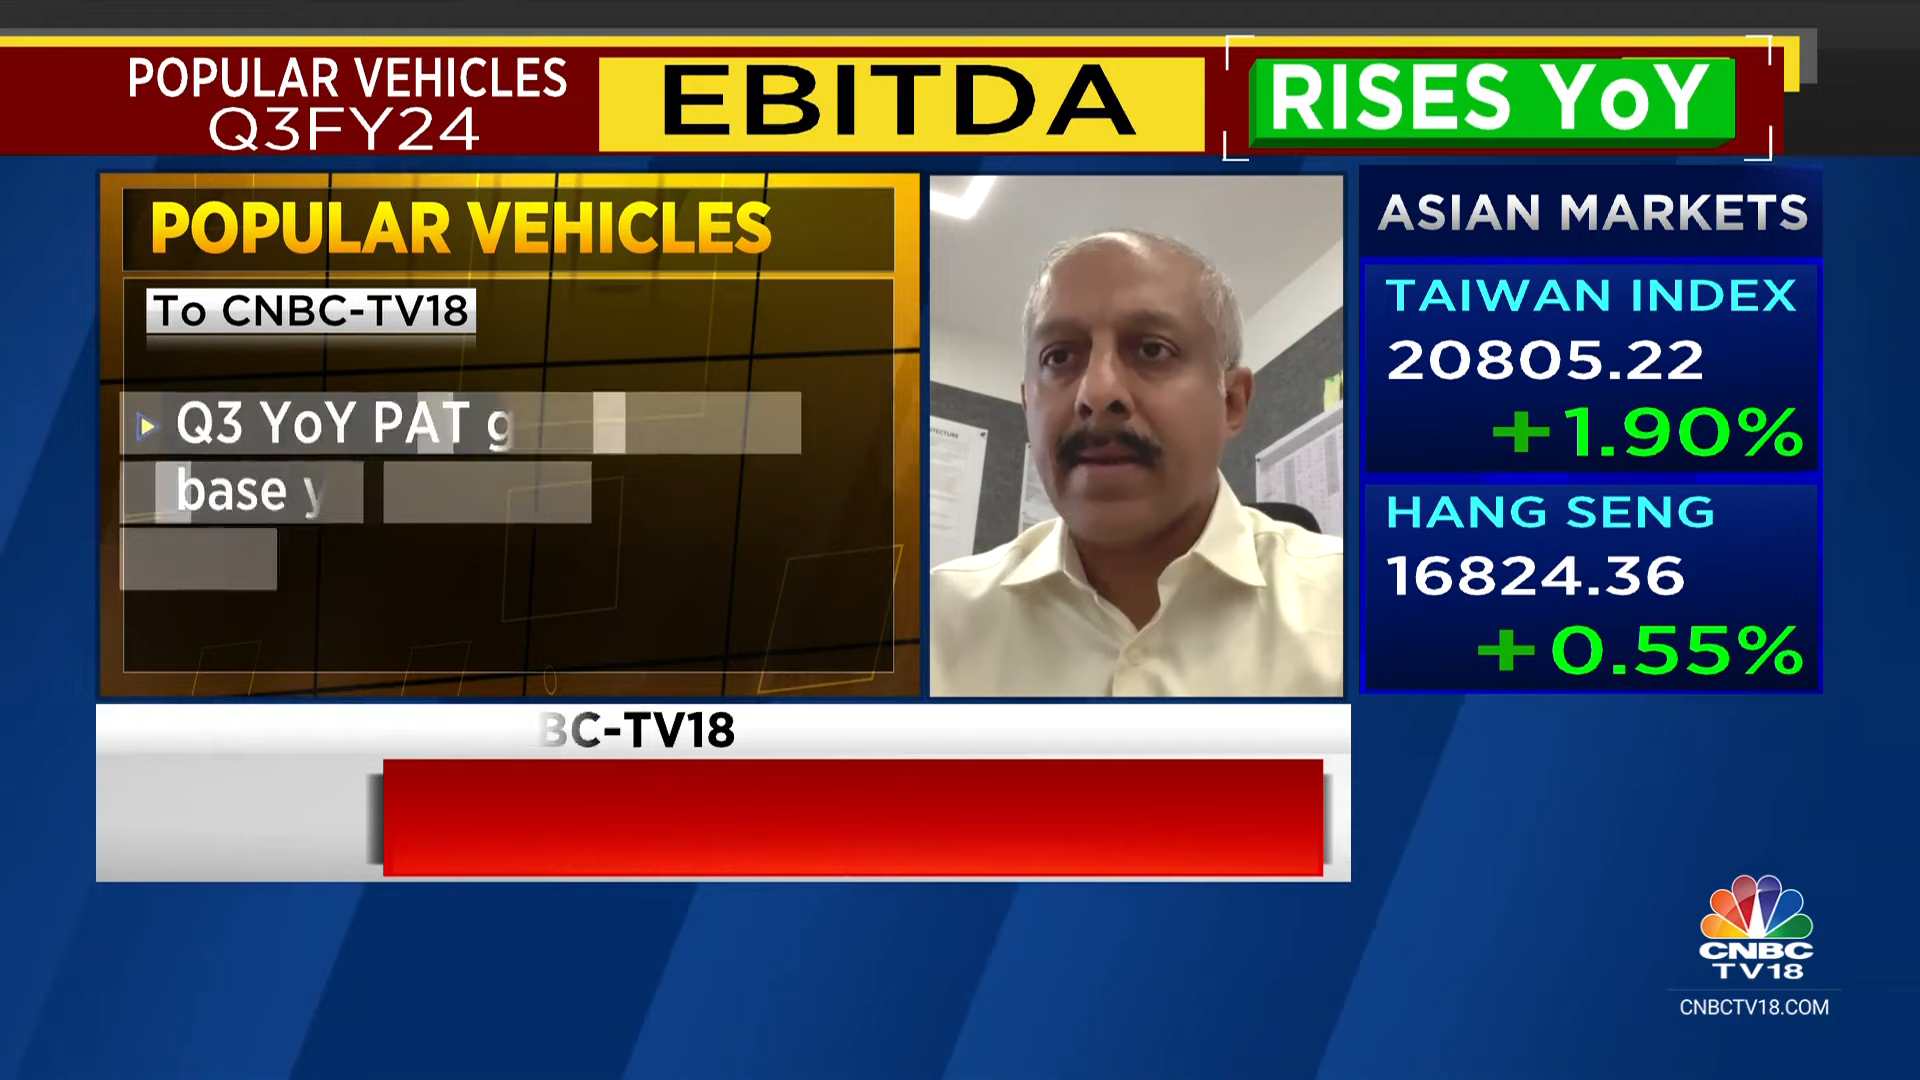 POPULAR VEHICLES
Q3FY24
EBITDA
RISES YoY
POPULAR VEHICLES
To CNBC-TV18
Q3 YoY PAT g
base y
BC-TV18
ASIAN MARKETS
TAIWAN INDEX
20805.22
+1.90%
HANG SENG
16824.36
+0.55%
CNBC
TV18
CNBCTV18.COM